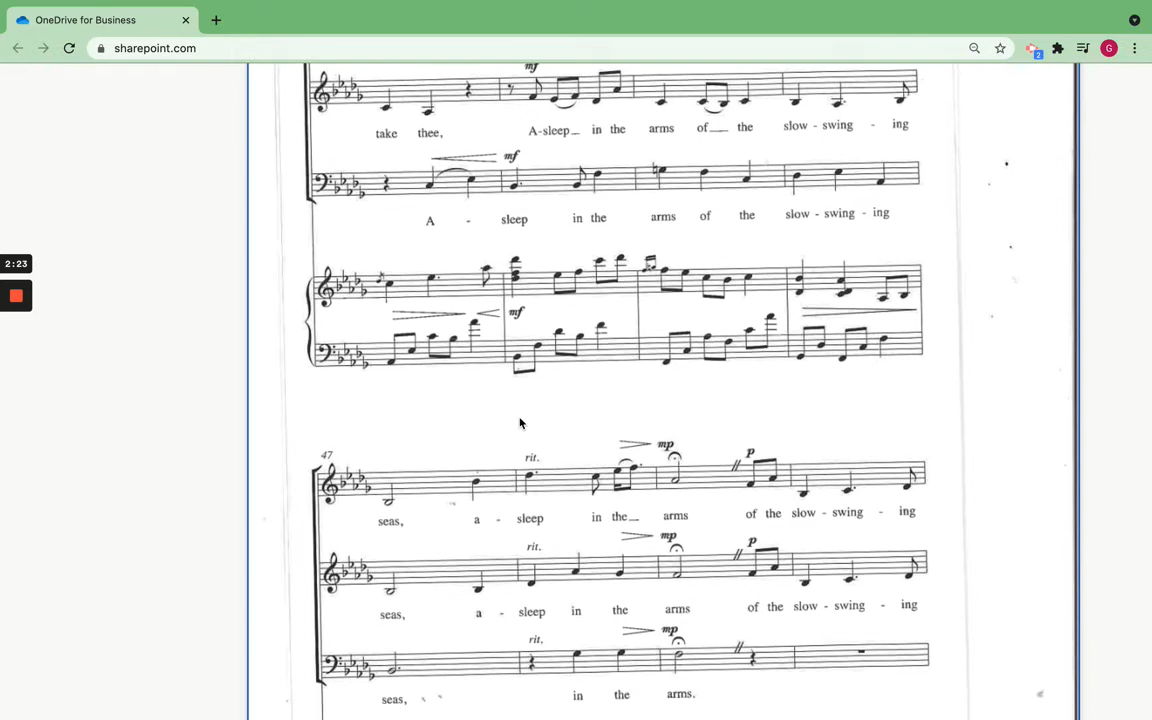 OneDrive for Business
sharepoint.com
2
G
mf
take thee, A-sleep in the arms of the slow - swing - ing
mf
A - sleep in the arms of the slow - swing - ing
2:23
mf
47
rit. mp p
seas, a - sleep in the arms of the slow - swing - ing
rit. mp p
seas, a - sleep in the arms of the slow - swing - ing
rit. mp
seas, in the arms.